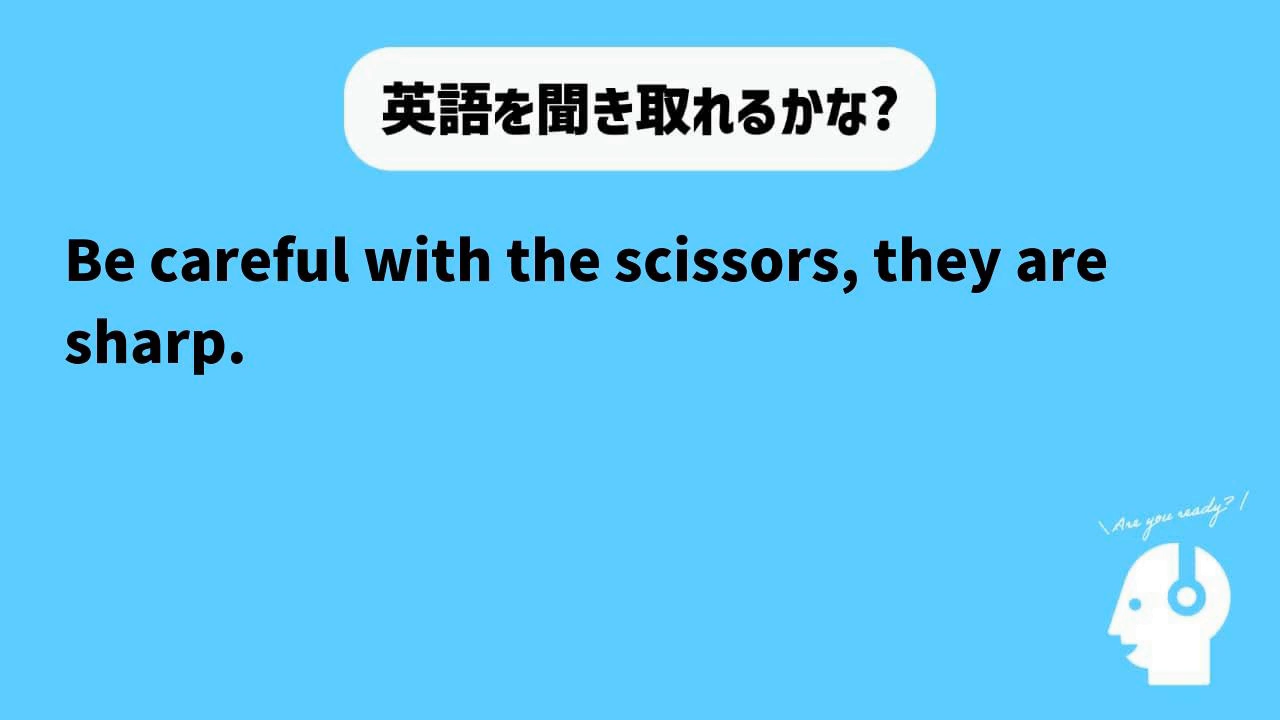 英語を聞き取れるかな?
Be careful with the scissors, they are
sharp.
\ Are you ready? /